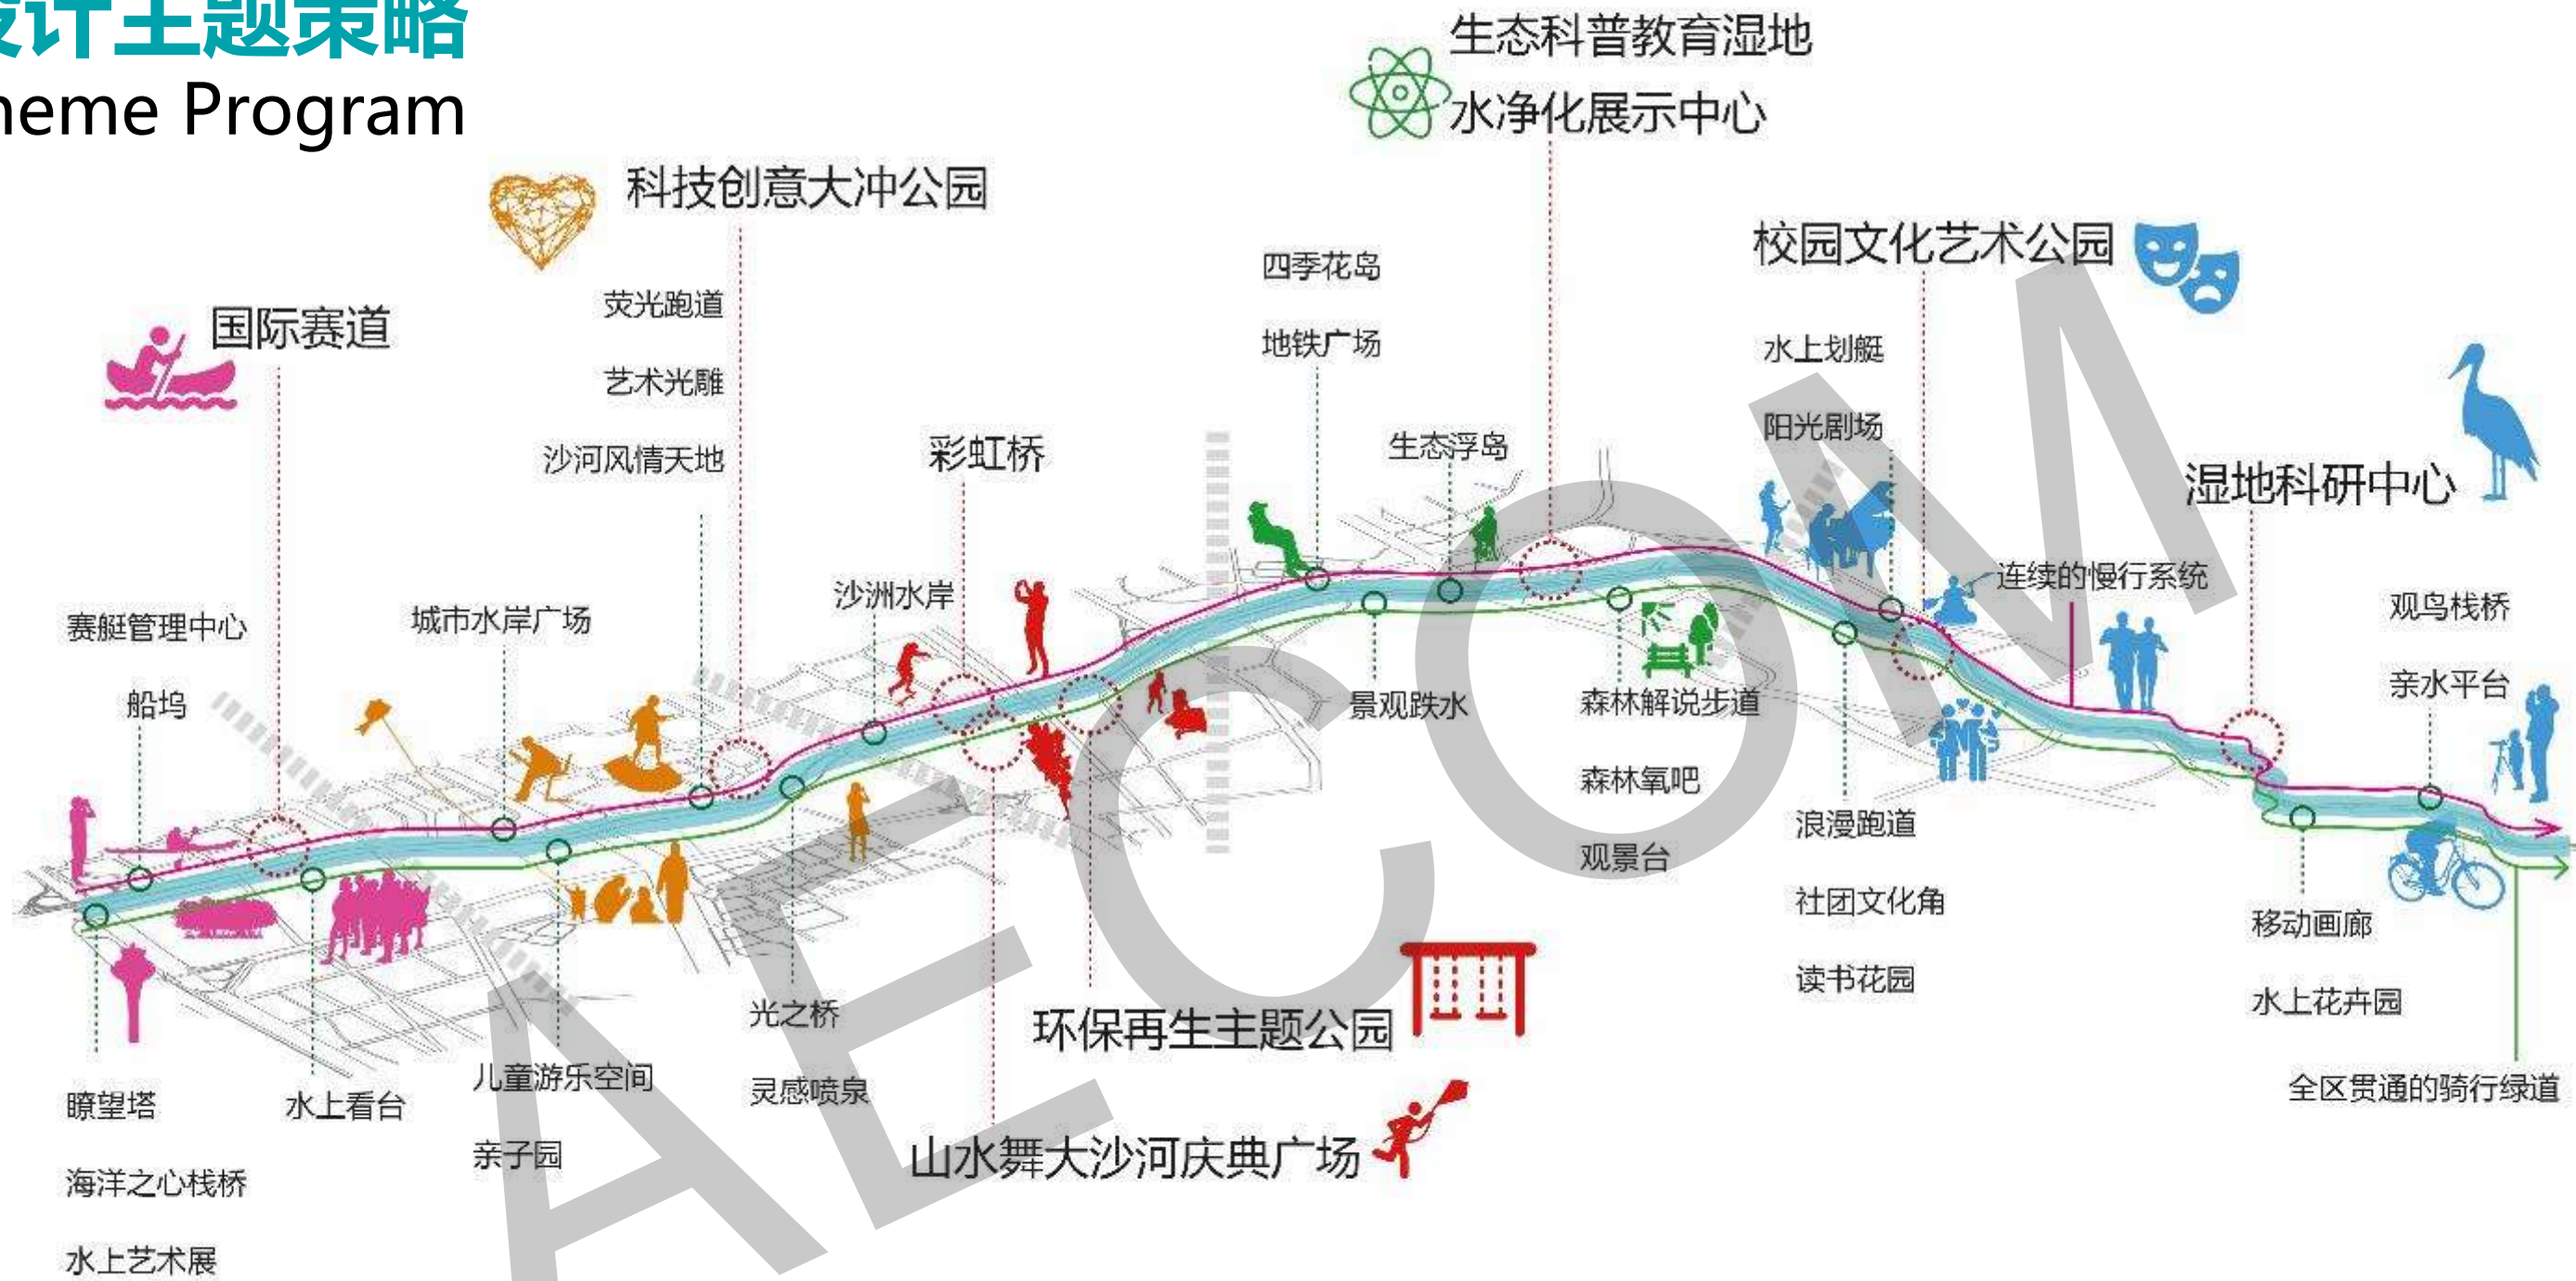 设计主题策略
heme Program
生态科普教育湿地
水净化展示中心
科技创意大冲公园
校园文化艺术公园
国际赛道
荧光跑道
艺术光雕
沙河风情天地
四季花岛
地铁广场
水上划艇
阳光剧场
彩虹桥
生态浮岛
湿地科研中心
赛艇管理中心
船坞
城市水岸广场
沙洲水岸
连续的慢行系统
观鸟栈桥
亲水平台
景观跌水
森林解说步道
森林氧吧
观景台
浪漫跑道
社团文化角
读书花园
移动画廊
水上花卉园
光之桥
灵感喷泉
环保再生主题公园
山水舞大沙河庆典广场
全区贯通的骑行绿道
瞭望塔
海洋之心栈桥
水上艺术展
水上看台
儿童游乐空间
亲子园
AECOM